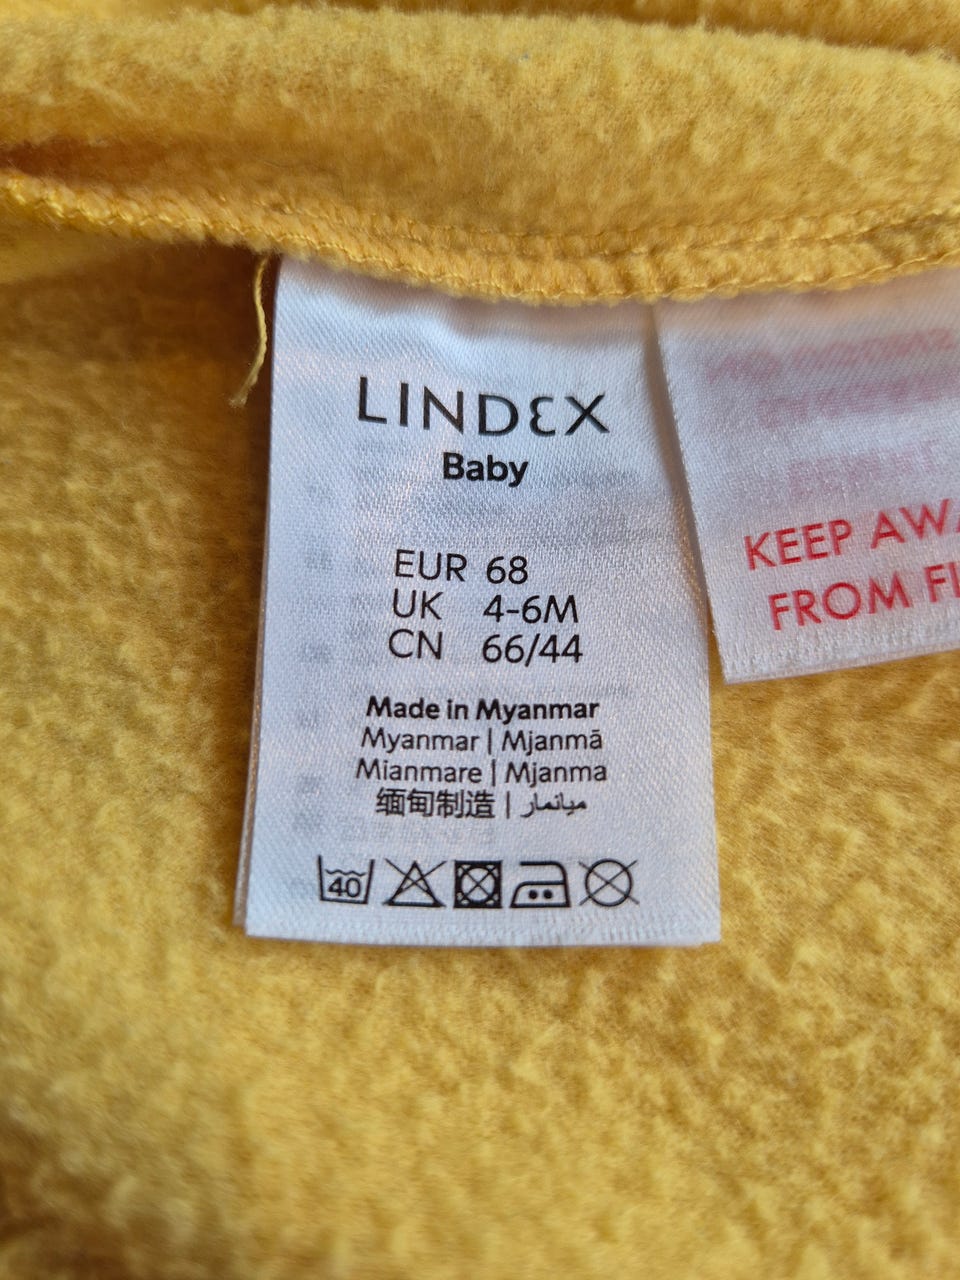 LINDEX
Baby
EUR 68
UK 4-6M
CN 66/44
Made in Myanmar
Myanmar | Mjanmā
Mianmare | Mjanma
缅甸制造 | ميانمار
40
KEEP AWA
FROM FI